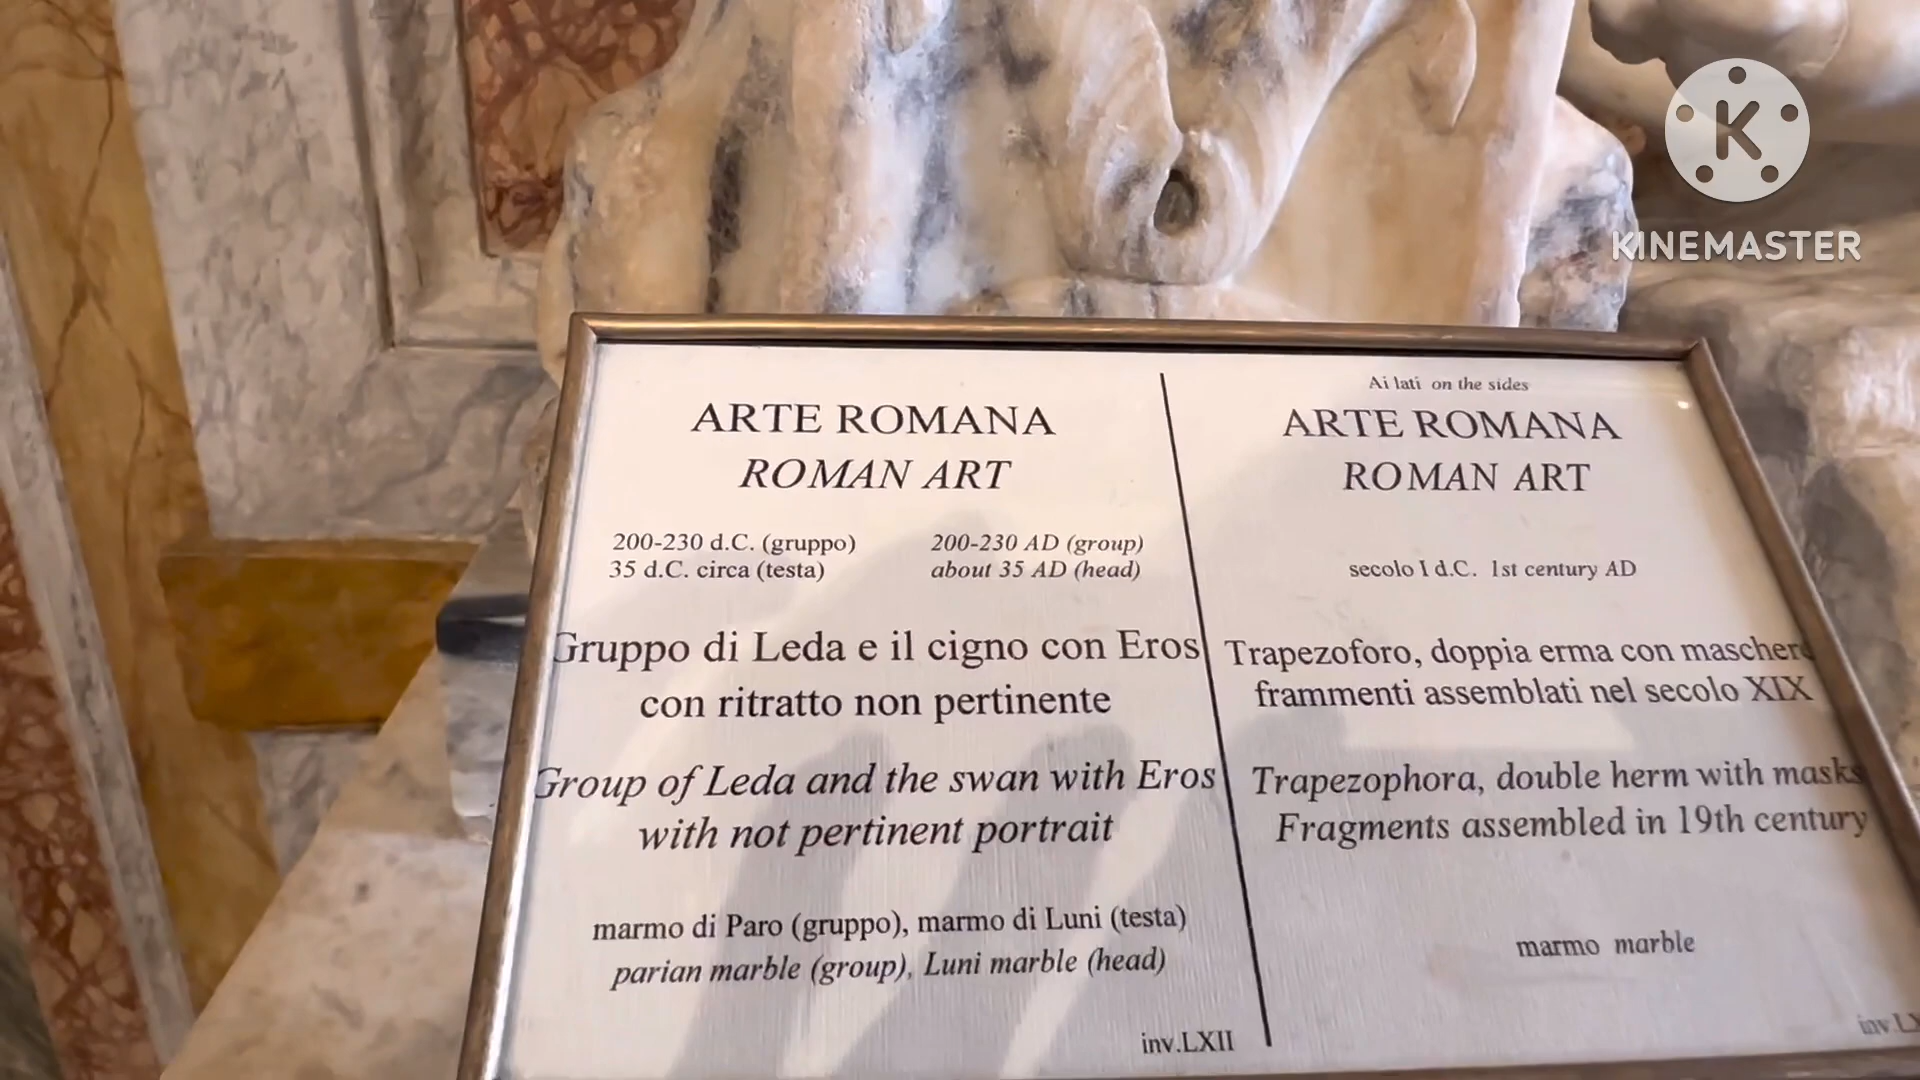 KINEMASTER
ARTE ROMANA
ROMAN ART
200-230 d.C. (gruppo) 200-230 AD (group)
35 d.C. circa (testa) about 35 AD (head)
Gruppo di Leda e il cigno con Eros
con ritratto non pertinente
Group of Leda and the swan with Eros
with not pertinent portrait
marmo di Paro (gruppo), marmo di Luni (testa)
parian marble (group), Luni marble (head)
inv.LXII
Ai lati on the sides
ARTE ROMANA
ROMAN ART
secolo I d.C. 1st century AD
Trapezoforo, doppia erma con maschere
frammenti assemblati nel secolo XIX
Trapezophora, double herm with masks
Fragments assembled in 19th century
marmo marble